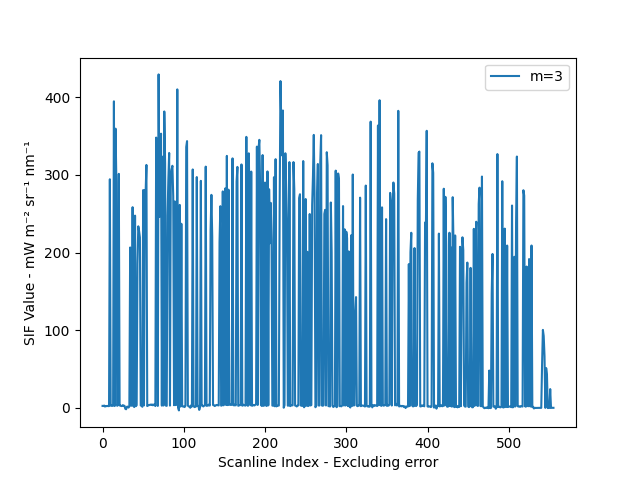 m=3
400
300
200
100
0
SIF Value - mW m⁻² sr⁻¹ nm⁻¹
0 100 200 300 400 500
Scanline Index - Excluding error